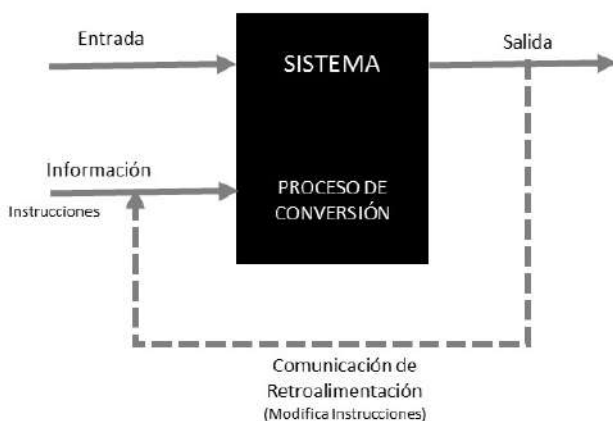 Entrada
SISTEMA
Salida
Información
Instrucciones
PROCESO DE
CONVERSIÓN
Comunicación de
Retroalimentación
(Modifica Instrucciones)